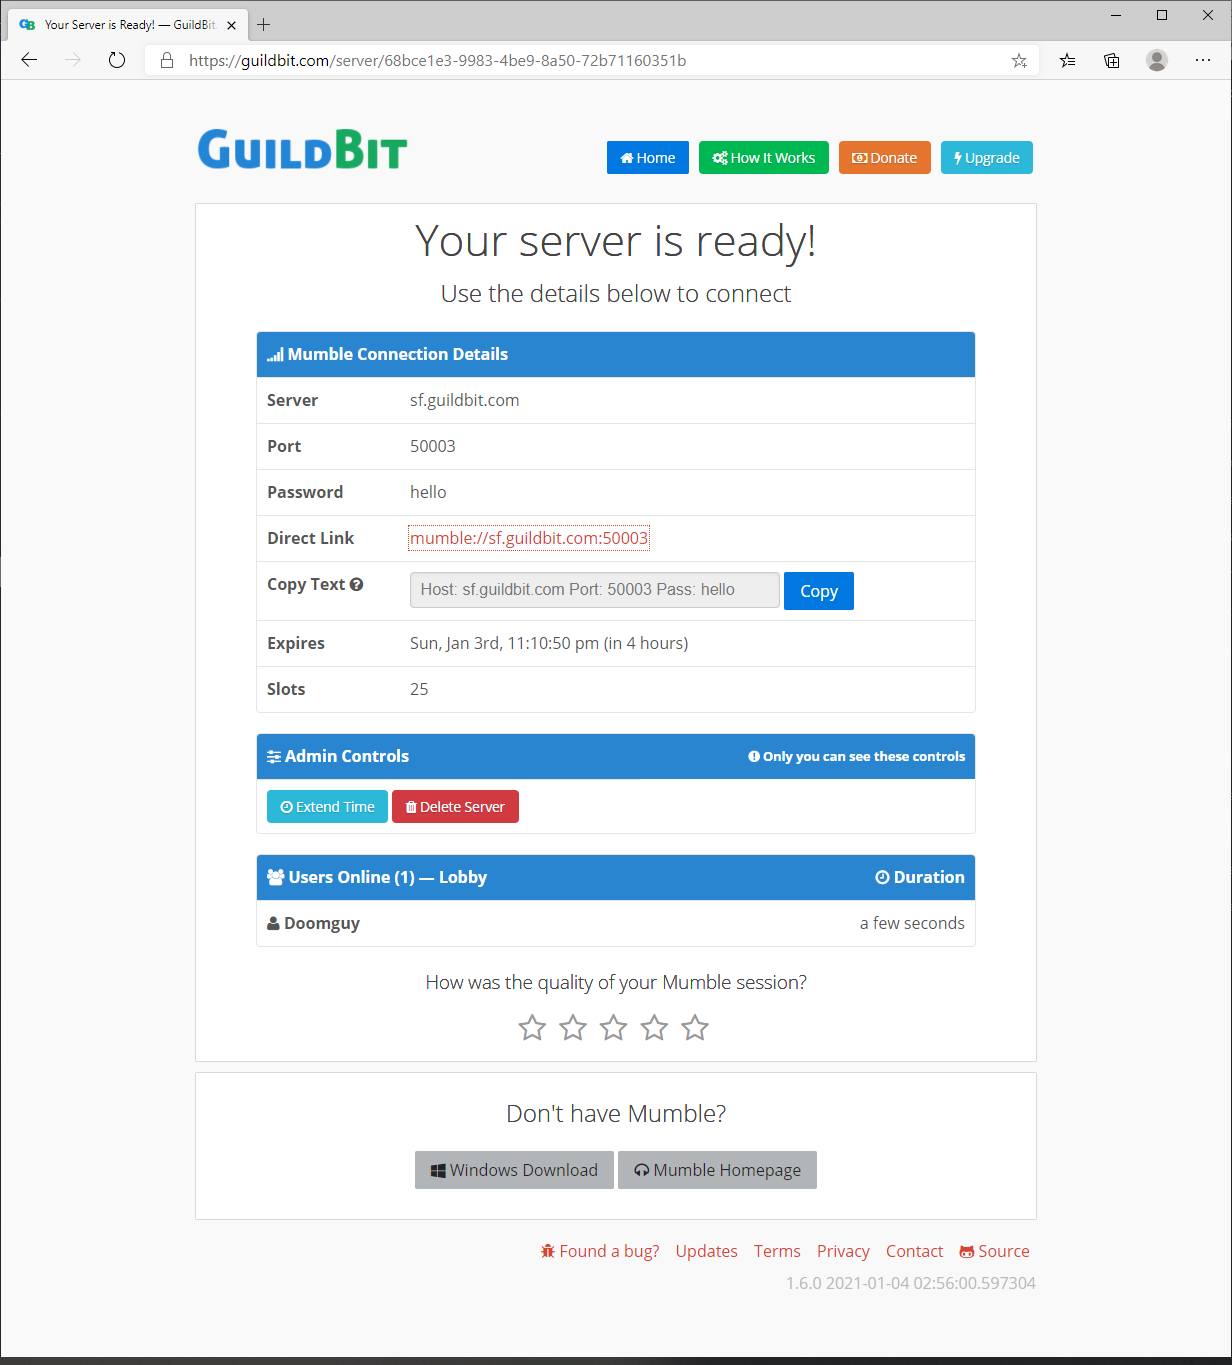 Your Server is Ready! — GuildBit
https://guildbit.com/server/68bce1e3-9983-4be9-8a50-72b71160351b
GUILDBIT
Home How It Works Donate Upgrade
Your server is ready!
Use the details below to connect
Mumble Connection Details
Server sf.guildbit.com
Port 50003
Password hello
Direct Link mumble://sf.guildbit.com:50003
Copy Text Host: sf.guildbit.com Port: 50003 Pass: hello Copy
Expires Sun, Jan 3rd, 11:10:50 pm (in 4 hours)
Slots 25
Admin Controls Only you can see these controls
Extend Time Delete Server
Users Online (1) — Lobby Duration
Doomguy a few seconds
How was the quality of your Mumble session?
Don't have Mumble?
Windows Download Mumble Homepage
Found a bug? Updates Terms Privacy Contact Source
1.6.0 2021-01-04 02:56:00.597304